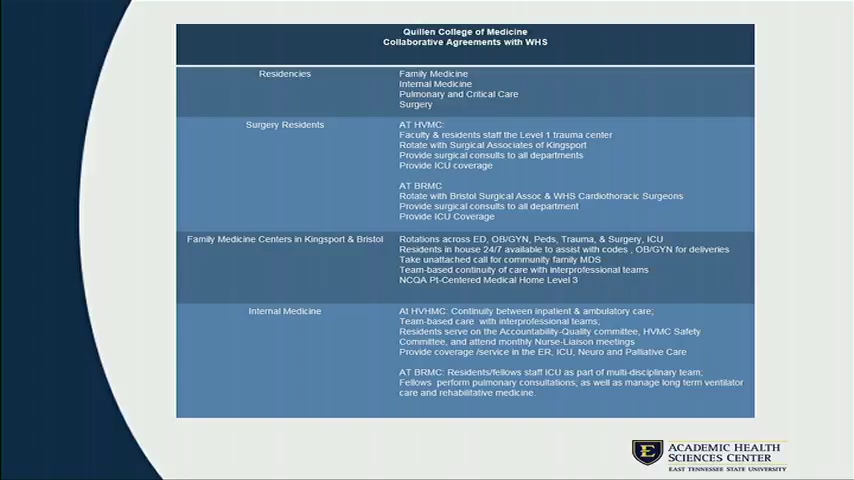 Quillen College of Medicine
Collaborative Agreements with WHS
Residencies
Family Medicine
Internal Medicine
Pulmonary and Critical Care
Surgery
Surgery Residents
AT HVMC:
Faculty & residents staff the Level 1 trauma center
Rotate with Surgical Associates of Kingsport
Provide surgical consults to all departments
Provide ICU coverage
AT BRMC
Rotate with Bristol Surgical Assoc & WHS Cardiothoracic Surgeons
Provide surgical consults to all department
Provide ICU Coverage
Family Medicine Centers in Kingsport & Bristol
Rotations across ED, OB/GYN, Peds, Trauma, & Surgery, ICU
Residents in house 24/7 available to assist with codes , OB/GYN for deliveries
Take unattached call for community family MDS
Team-based continuity of care with interprofessional teams
NCQA Pt-Centered Medical Home Level 3
Internal Medicine
At HVHMC: Continuity between inpatient & ambulatory care;
Team-based care with interprofessional teams,
Residents serve on the Accountability-Quality committee, HVMC Safety
Committee, and attend monthly Nurse-Liaison meetings
Provide coverage /service in the ER, ICU, Neuro and Palliative Care
AT BRMC: Residents/fellows staff ICU as part of multi-disciplinary team;
Fellows perform pulmonary consultations, as well as manage long term ventilator
care and rehabilitative medicine.
E
ACADEMIC HEALTH
SCIENCES CENTER
EAST TENNESSEE STATE UNIVERSITY